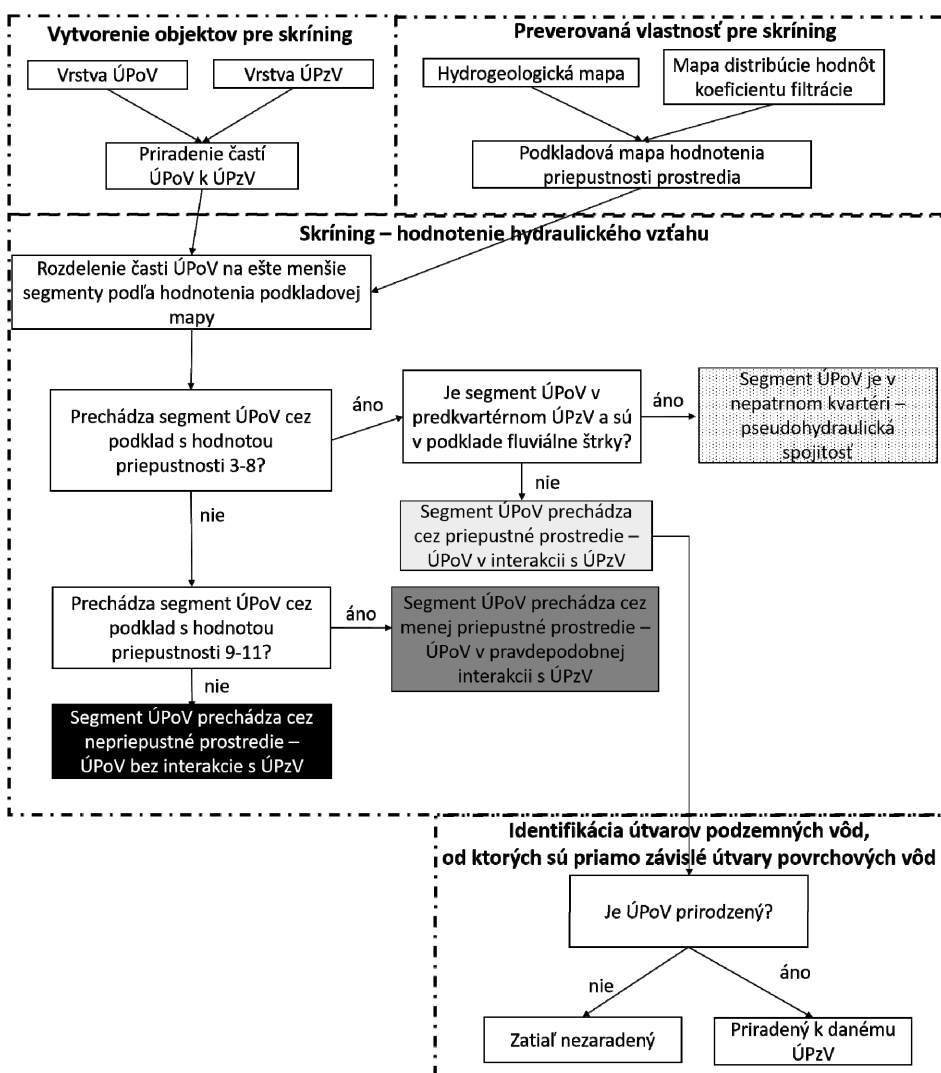 Vytvorenie objektov pre skríning
Vrstva ÚPoV
Vrstva ÚPzV
Priradenie častí
ÚPoV k ÚPzV
Preverovaná vlastnosť pre skríning
Hydrogeologická mapa
Mapa distribúcie hodnôt
koeficientu filtrácie
Podkladová mapa hodnotenia
priepustnosti prostredia
Skríning – hodnotenie hydraulického vzťahu
Rozdelenie časti ÚPoV na ešte menšie
segmenty podľa hodnotenia podkladovej
mapy
Prechádza segment ÚPoV cez
podklad s hodnotou
priepustnosti 3-8?
áno
Je segment ÚPoV v
predkvartérnom ÚPzV a sú
v podklade fluviálne štrky?
áno
Segment ÚPoV je v
nepatrnom kvartéri –
pseudohydraulická
spojitosť
nie
nie
Segment ÚPoV prechádza
cez priepustné prostredie –
ÚPoV v interakcii s ÚPzV
Prechádza segment ÚPoV cez
podklad s hodnotou
priepustnosti 9-11?
áno
Segment ÚPoV prechádza cez
menej priepustné prostredie –
ÚPoV v pravdepodobnej
interakcii s ÚPzV
nie
Segment ÚPoV prechádza cez
nepriepustné prostredie –
ÚPoV bez interakcie s ÚPzV
Identifikácia útvarov podzemných vôd,
od ktorých sú priamo závislé útvary povrchových vôd
Je ÚPoV prirodzený?
nie
áno
Zatiaľ nezaradený
Priradený k danému
ÚPzV